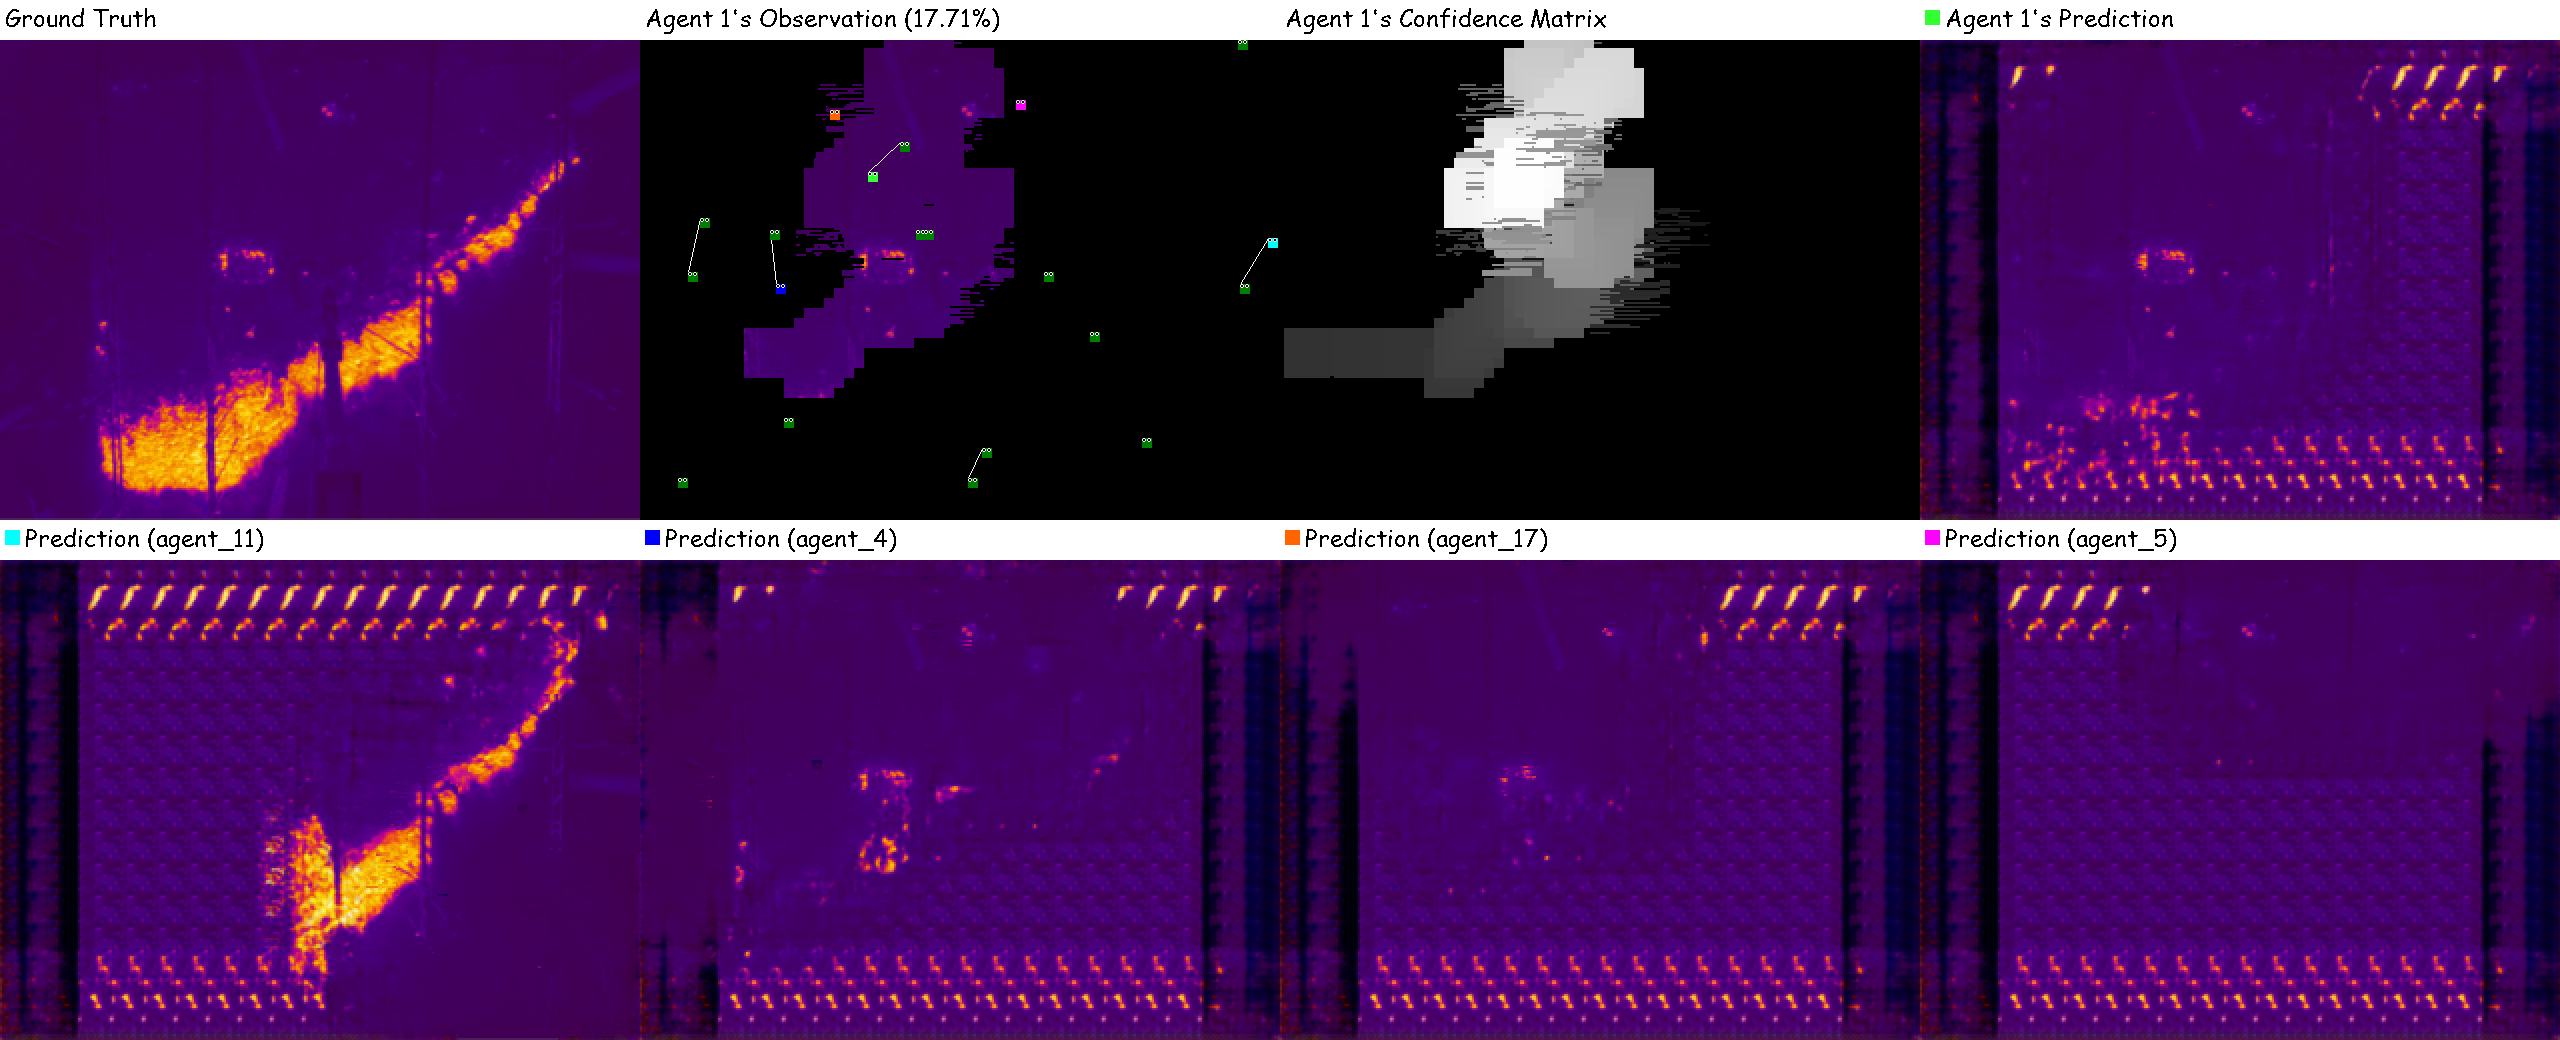 Ground Truth
Agent 1's Observation (17.71%)
Agent 1's Confidence Matrix
Agent 1's Prediction
Prediction (agent_11)
Prediction (agent_4)
Prediction (agent_17)
Prediction (agent_5)